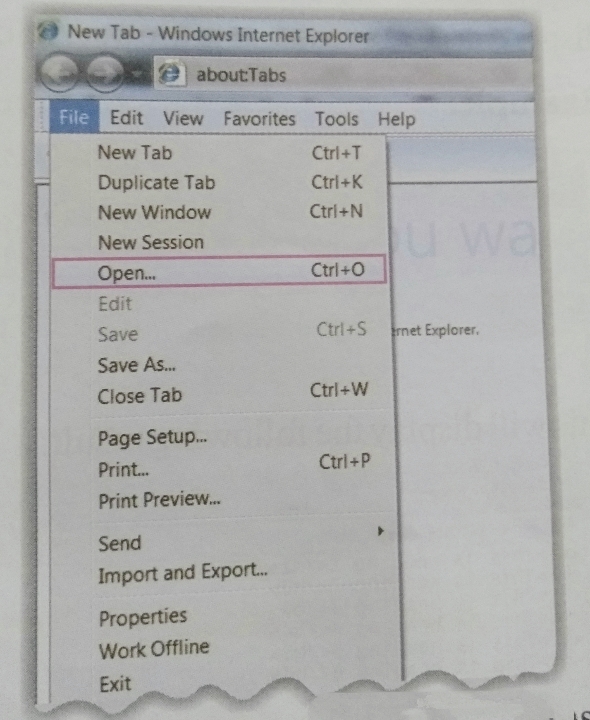 New Tab - Windows Internet Explorer
about:Tabs
File Edit View Favorites Tools Help
New Tab Ctrl+T
Duplicate Tab Ctrl+K
New Window Ctrl+N
New Session
Open... Ctrl+O
Edit
Save Ctrl+S
Save As...
Close Tab Ctrl+W
Page Setup...
Print... Ctrl+P
Print Preview...
Send
Import and Export...
Properties
Work Offline
Exit
Explorer.